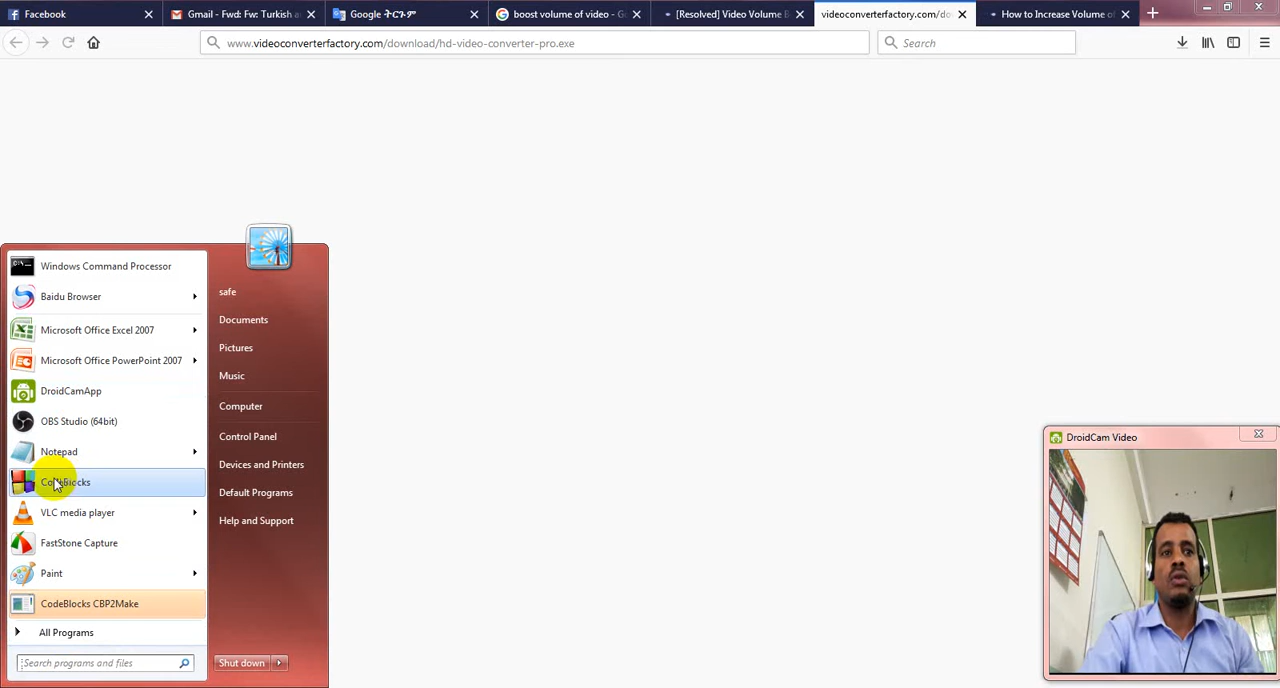 Facebook
Gmail - Fwd: Fw: Turkish a
Google ትርጉም
boost volume of video - G
[Resolved] Video Volume B
videoconverterfactory.com/do
How to Increase Volume of
www.videoconverterfactory.com/download/hd-video-converter-pro.exe
Search
Windows Command Processor
Baidu Browser
Microsoft Office Excel 2007
Microsoft Office PowerPoint 2007
DroidCamApp
OBS Studio (64bit)
Notepad
CodeBlocks
VLC media player
FastStone Capture
Paint
CodeBlocks CBP2Make
All Programs
Search programs and files
safe
Documents
Pictures
Music
Computer
Control Panel
Devices and Printers
Default Programs
Help and Support
Shut down
DroidCam Video